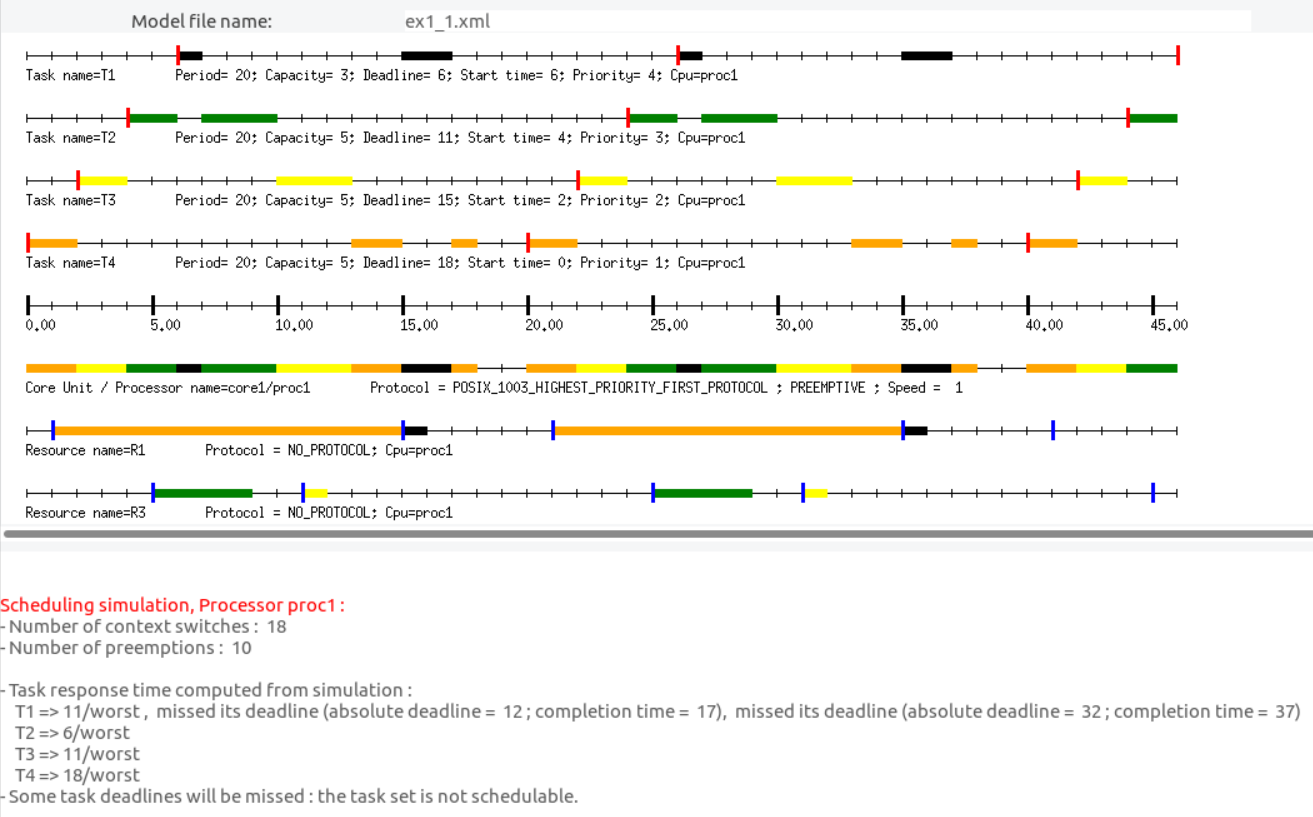 Model file name: ex1_1.xml
Task name=T1 Period= 20; Capacity= 3; Deadline= 6; Start time= 6; Priority= 4; Cpu=proc1
Task name=T2 Period= 20; Capacity= 5; Deadline= 11; Start time= 4; Priority= 3; Cpu=proc1
Task name=T3 Period= 20; Capacity= 5; Deadline= 15; Start time= 2; Priority= 2; Cpu=proc1
Task name=T4 Period= 20; Capacity= 5; Deadline= 18; Start time= 0; Priority= 1; Cpu=proc1
0.00 5.00 10.00 15.00 20.00 25.00 30.00 35.00 40.00 45.00
Core Unit / Processor name=core1/proc1 Protocol = POSIX_1003_HIGHEST_PRIORITY_FIRST_PROTOCOL ; PREEMPTIVE ; Speed = 1
Resource name=R1 Protocol = NO_PROTOCOL; Cpu=proc1
Resource name=R3 Protocol = NO_PROTOCOL; Cpu=proc1
Scheduling simulation, Processor proc1 :
- Number of context switches : 18
- Number of preemptions : 10
- Task response time computed from simulation :
T1 => 11/worst , missed its deadline (absolute deadline = 12 ; completion time = 17), missed its deadline (absolute deadline = 32 ; completion time = 37)
T2 => 6/worst
T3 => 11/worst
T4 => 18/worst
- Some task deadlines will be missed : the task set is not schedulable.